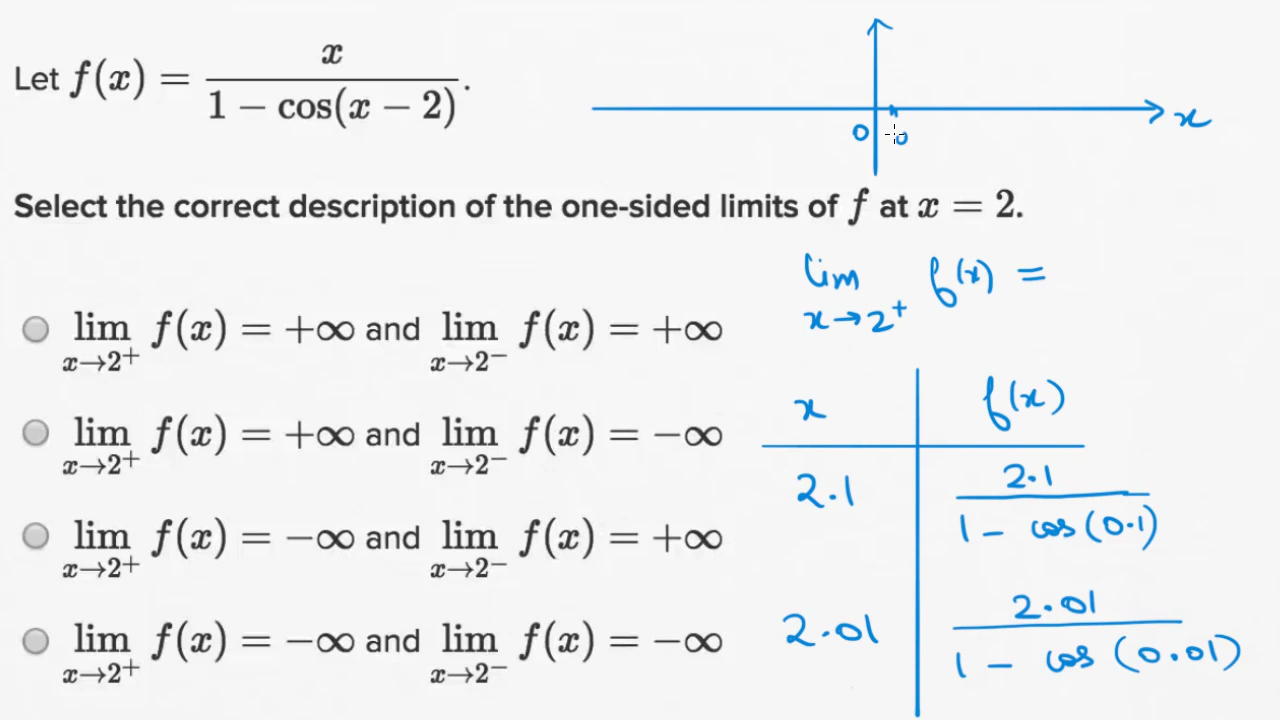 Let f(x) = x / (1 − cos(x − 2)).
x
0
Select the correct description of the one-sided limits of f at x = 2.
lim x→2⁺ f(x) =
lim x→2⁺ f(x) = +∞ and lim x→2⁻ f(x) = +∞
lim x→2⁺ f(x) = +∞ and lim x→2⁻ f(x) = −∞
lim x→2⁺ f(x) = −∞ and lim x→2⁻ f(x) = +∞
lim x→2⁺ f(x) = −∞ and lim x→2⁻ f(x) = −∞
x f(x)
2.1 2.1 / (1 − cos(0.1))
2.01 2.01 / (1 − cos(0.01))